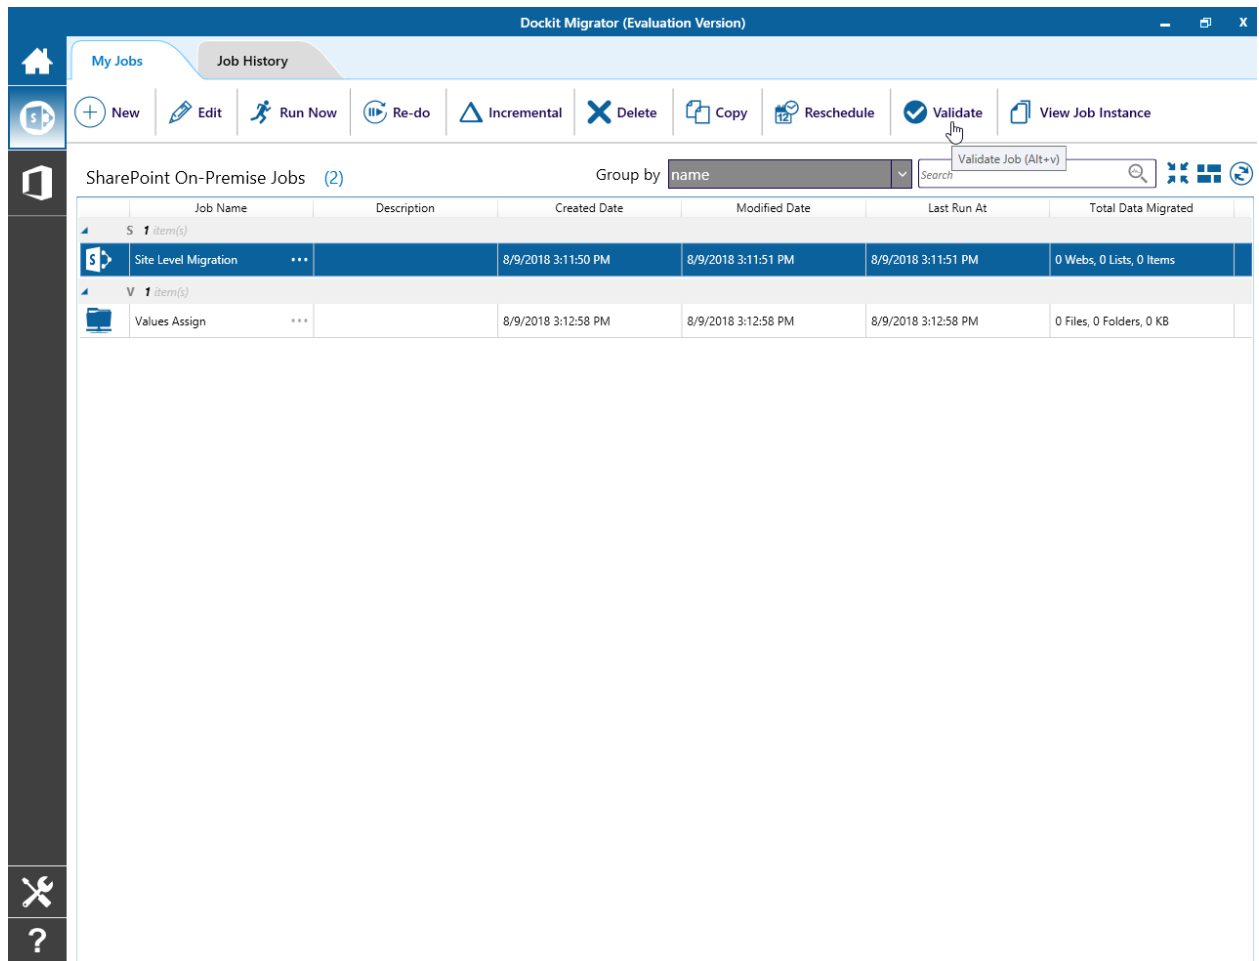 Dockit Migrator (Evaluation Version)
My Jobs Job History
New Edit Run Now Re-do Incremental Delete Copy 12 Reschedule Validate View Job Instance
Validate Job (Alt+v)
SharePoint On-Premise Jobs (2) Group by name Search
Job Name Description Created Date Modified Date Last Run At Total Data Migrated
S 1 item(s)
S Site Level Migration ... 8/9/2018 3:11:50 PM 8/9/2018 3:11:51 PM 8/9/2018 3:11:51 PM 0 Webs, 0 Lists, 0 Items
V 1 item(s)
Values Assign ... 8/9/2018 3:12:58 PM 8/9/2018 3:12:58 PM 8/9/2018 3:12:58 PM 0 Files, 0 Folders, 0 KB